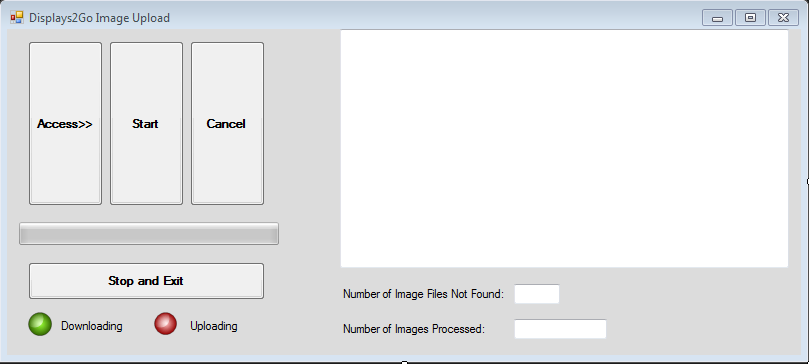 Displays2Go Image Upload
Access>> Start Cancel
Stop and Exit
Downloading Uploading
Number of Image Files Not Found:
Number of Images Processed: